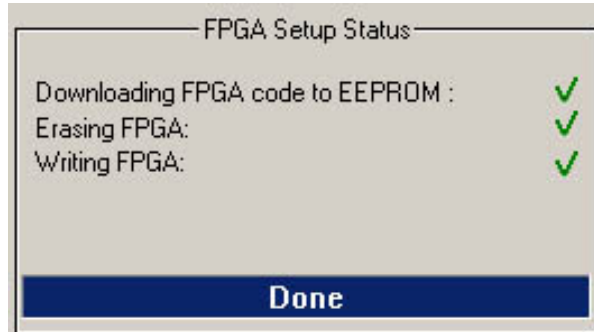 FPGA Setup Status
Downloading FPGA code to EEPROM :
Erasing FPGA:
Writing FPGA:
Done